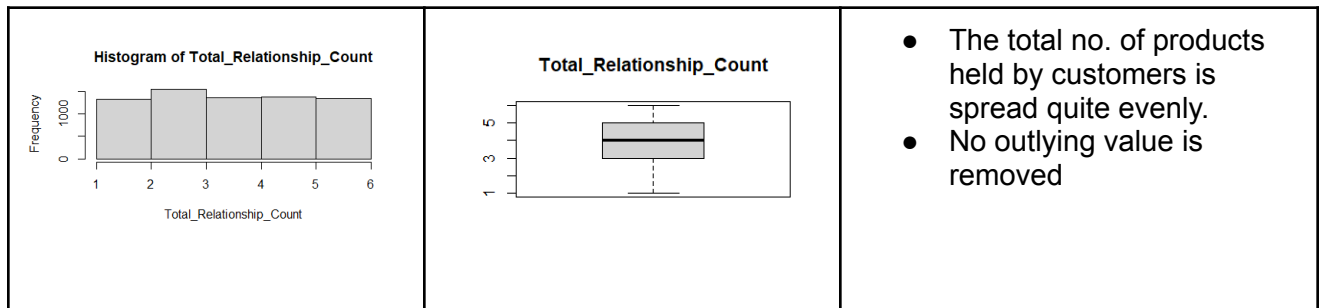 Histogram of Total_Relationship_Count
Frequency
1000
0
1 2 3 4 5 6
Total_Relationship_Count
Total_Relationship_Count
5
3
1
● The total no. of products
held by customers is
spread quite evenly.
● No outlying value is
removed